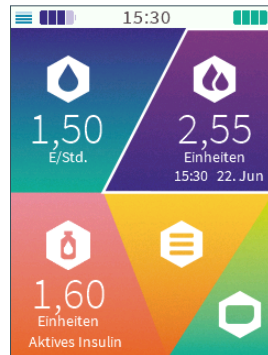 15:30
1,50
E/Std.
2,55
Einheiten
15:30 22. Jun
1,60
Einheiten
Aktives Insulin